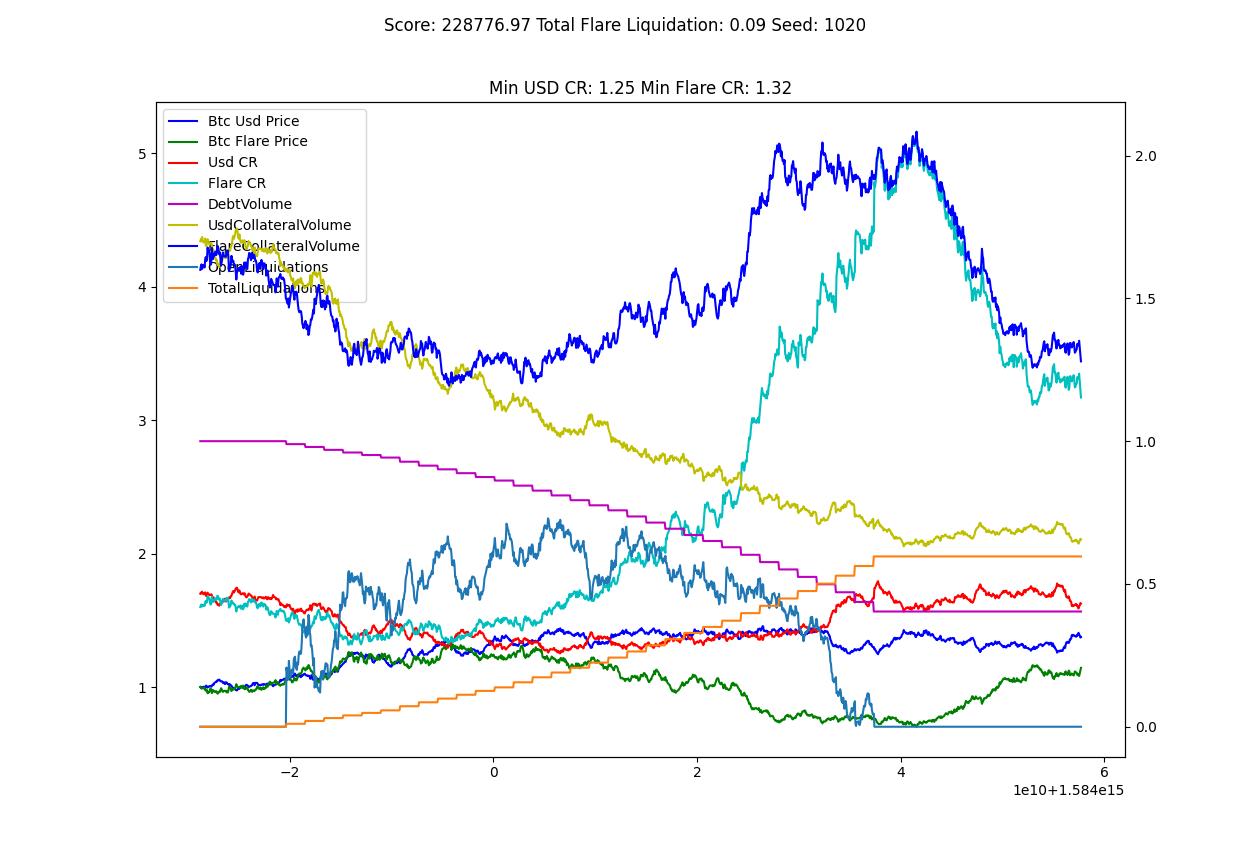 Score: 228776.97 Total Flare Liquidation: 0.09 Seed: 1020
Min USD CR: 1.25 Min Flare CR: 1.32
Btc Usd Price
Btc Flare Price
Usd CR
Flare CR
DebtVolume
UsdCollateralVolume
FlareCollateralVolume
OpenLiquidations
TotalLiquidations
5
4
3
2
1
2.0
1.5
1.0
0.5
0.0
−2 0 2 4 6
1e10+1.584e15